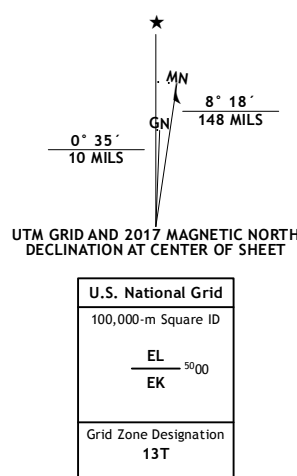 ★
MN
GN
8° 18´
148 MILS
0° 35´
10 MILS
UTM GRID AND 2017 MAGNETIC NORTH
DECLINATION AT CENTER OF SHEET
U.S. National Grid
100,000-m Square ID
EL
5000
EK
Grid Zone Designation
13T